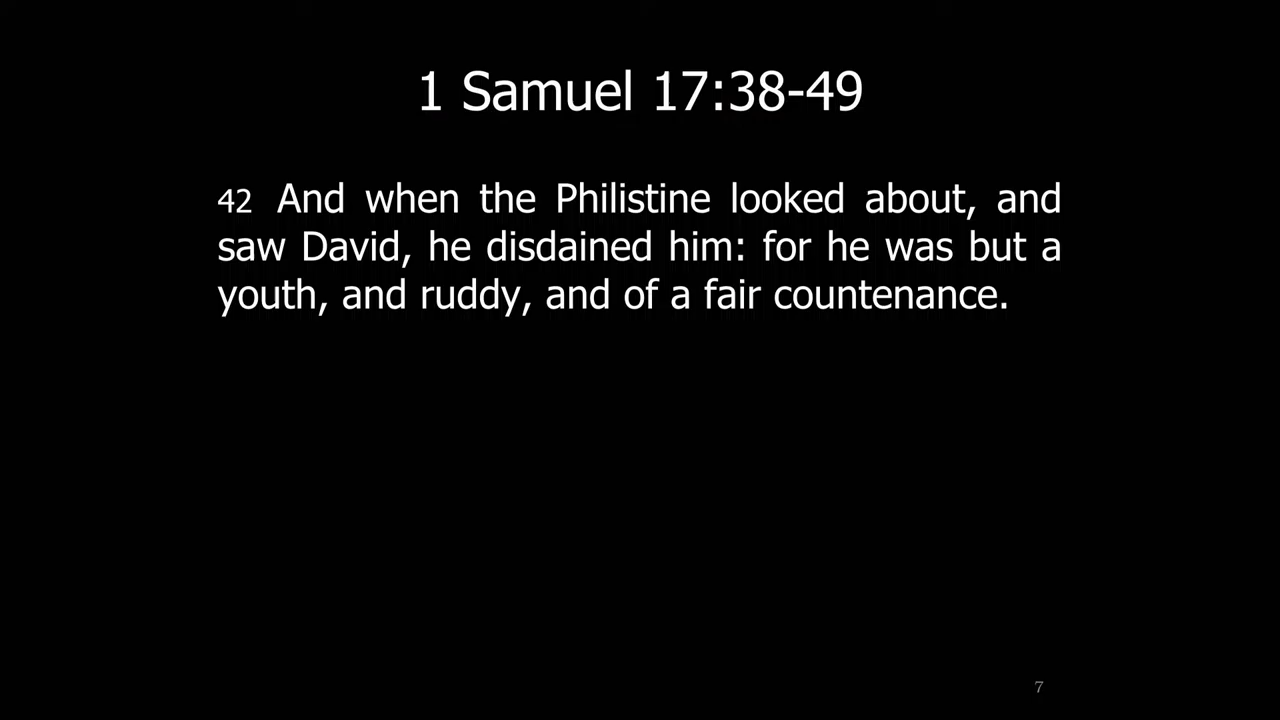 1 Samuel 17:38-49
42 And when the Philistine looked about, and
saw David, he disdained him: for he was but a
youth, and ruddy, and of a fair countenance.
7